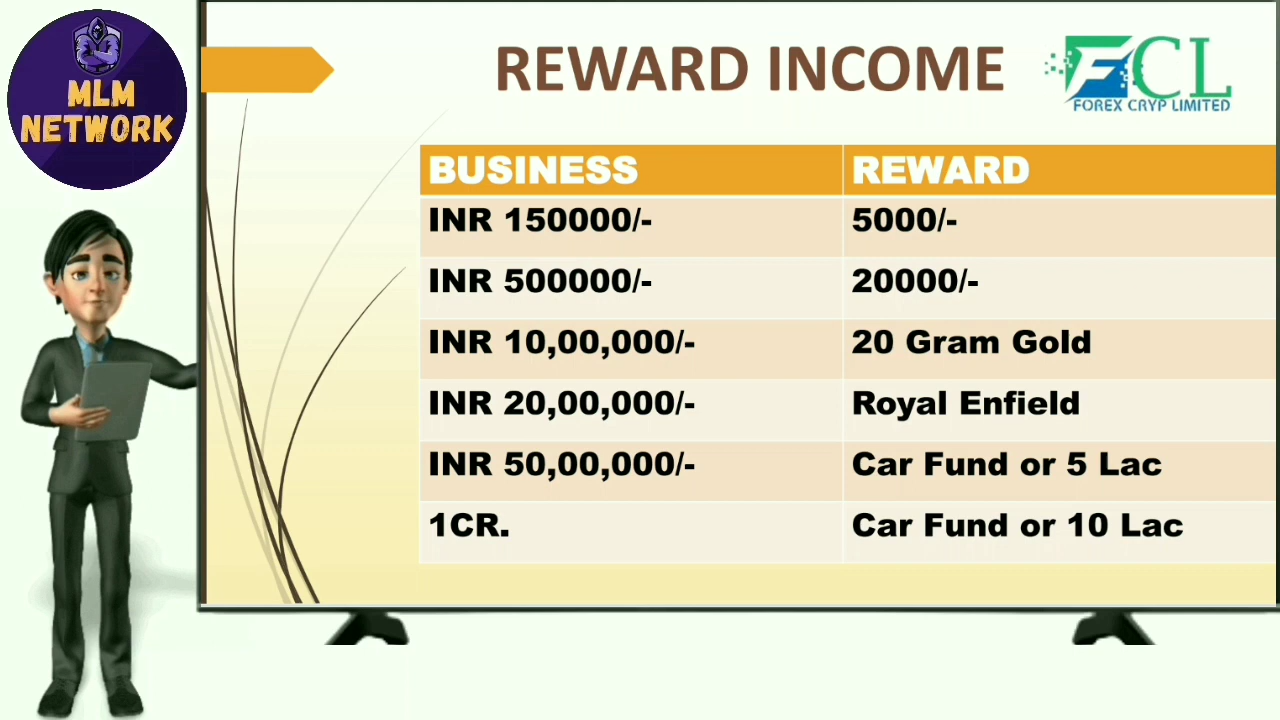 MLM
NETWORK
REWARD INCOME
FCL
FOREX CRYP LIMITED
BUSINESS REWARD
INR 150000/- 5000/-
INR 500000/- 20000/-
INR 10,00,000/- 20 Gram Gold
INR 20,00,000/- Royal Enfield
INR 50,00,000/- Car Fund or 5 Lac
1CR. Car Fund or 10 Lac